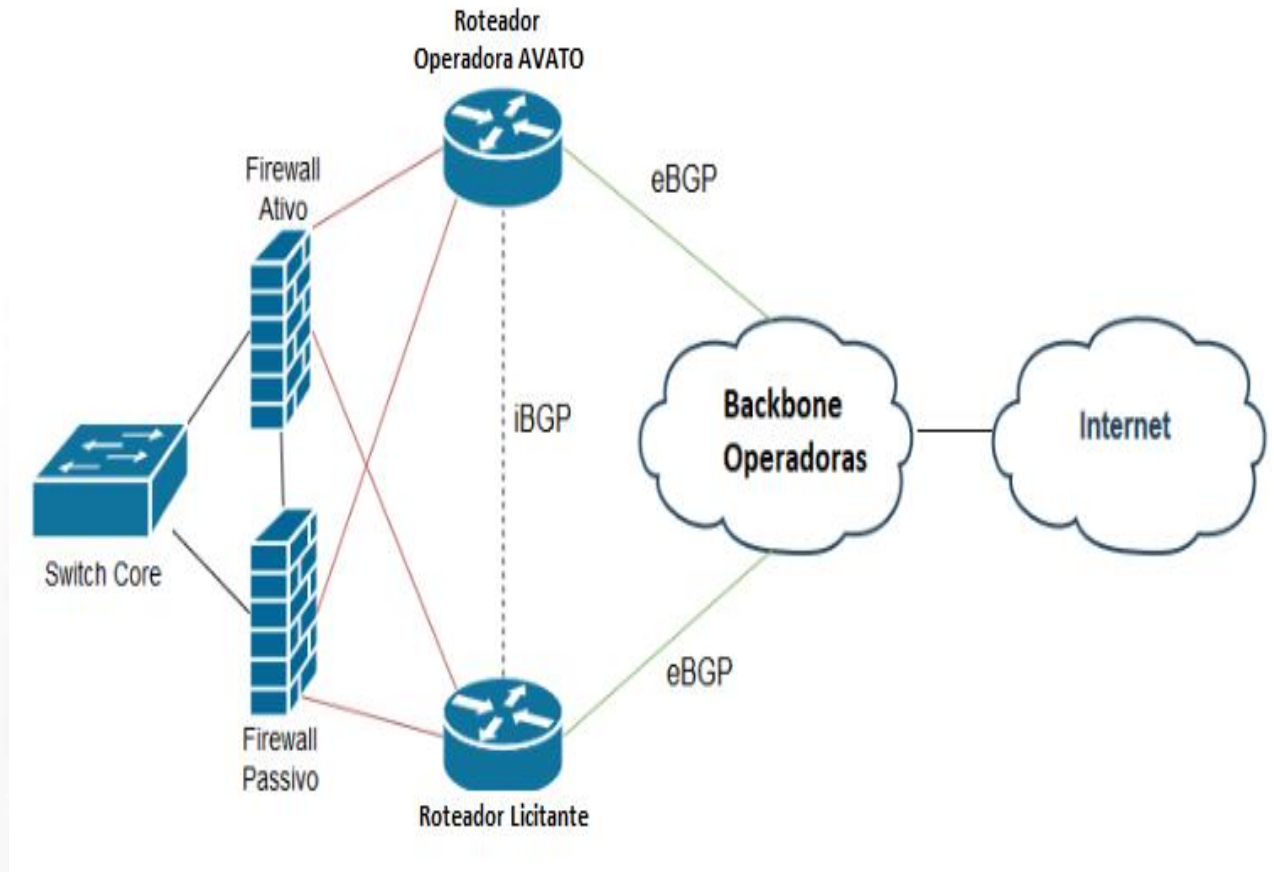 Roteador
Operadora AVATO
Firewall
Ativo
eBGP
iBGP
Backbone
Operadoras
Internet
Switch Core
eBGP
Firewall
Passivo
Roteador Licitante